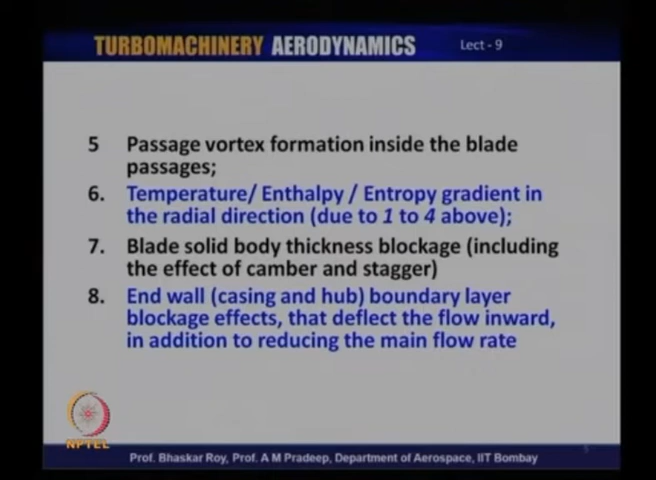 TURBOMACHINERY AERODYNAMICS Lect - 9
5 Passage vortex formation inside the blade
passages;
6. Temperature/ Enthalpy / Entropy gradient in
the radial direction (due to 1 to 4 above);
7. Blade solid body thickness blockage (including
the effect of camber and stagger)
8. End wall (casing and hub) boundary layer
blockage effects, that deflect the flow inward,
in addition to reducing the main flow rate
NPTEL
Prof. Bhaskar Roy, Prof. A M Pradeep, Department of Aerospace, IIT Bombay